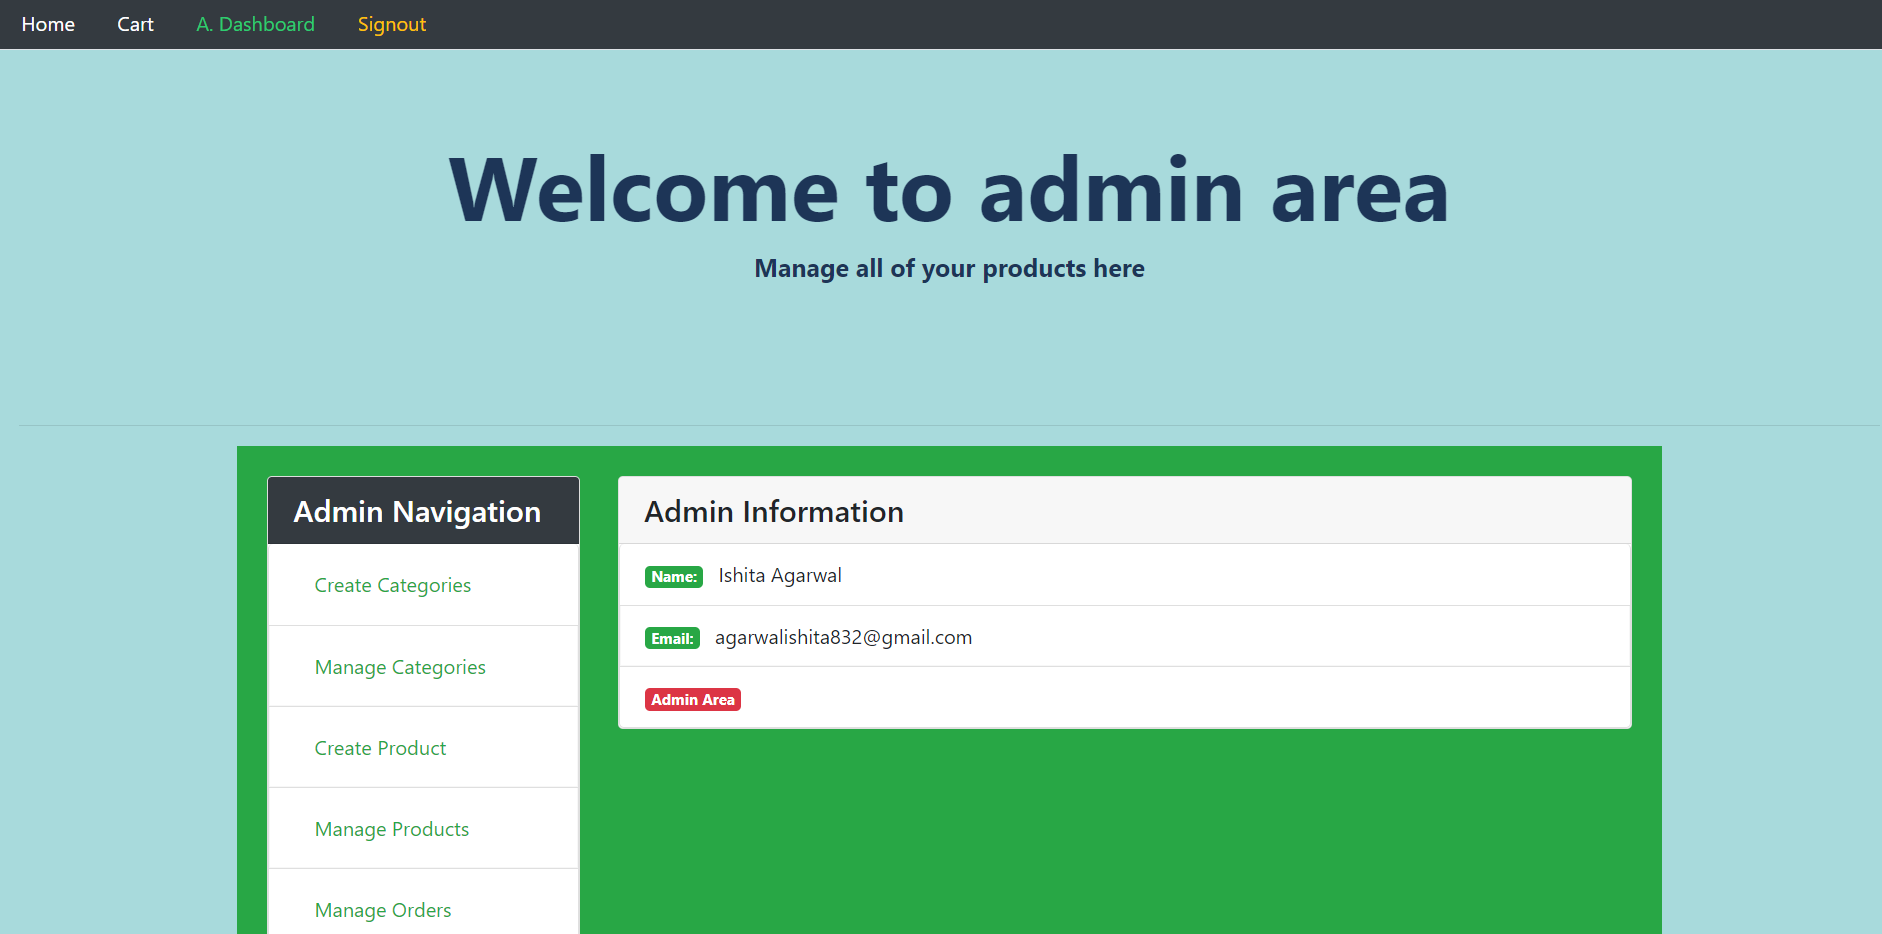 Home Cart A. Dashboard Signout
Welcome to admin area
Manage all of your products here
Admin Navigation
Create Categories
Manage Categories
Create Product
Manage Products
Manage Orders
Admin Information
Name: Ishita Agarwal
Email: agarwalishita832@gmail.com
Admin Area